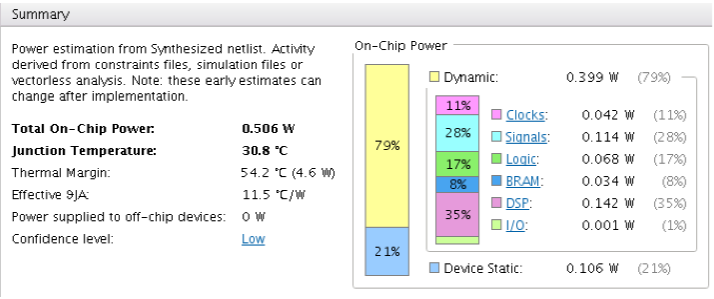 Summary
Power estimation from Synthesized netlist. Activity
derived from constraints files, simulation files or
vectorless analysis. Note: these early estimates can
change after implementation.
Total On-Chip Power: 0.506 W
Junction Temperature: 30.8 °C
Thermal Margin: 54.2 °C (4.6 W)
Effective ϑJA: 11.5 °C/W
Power supplied to off-chip devices: 0 W
Confidence level: Low
On-Chip Power
79%
21%
Dynamic: 0.399 W (79%)
11%
28%
17%
8%
35%
Clocks: 0.042 W (11%)
Signals: 0.114 W (28%)
Logic: 0.068 W (17%)
BRAM: 0.034 W (8%)
DSP: 0.142 W (35%)
I/O: 0.001 W (1%)
Device Static: 0.106 W (21%)